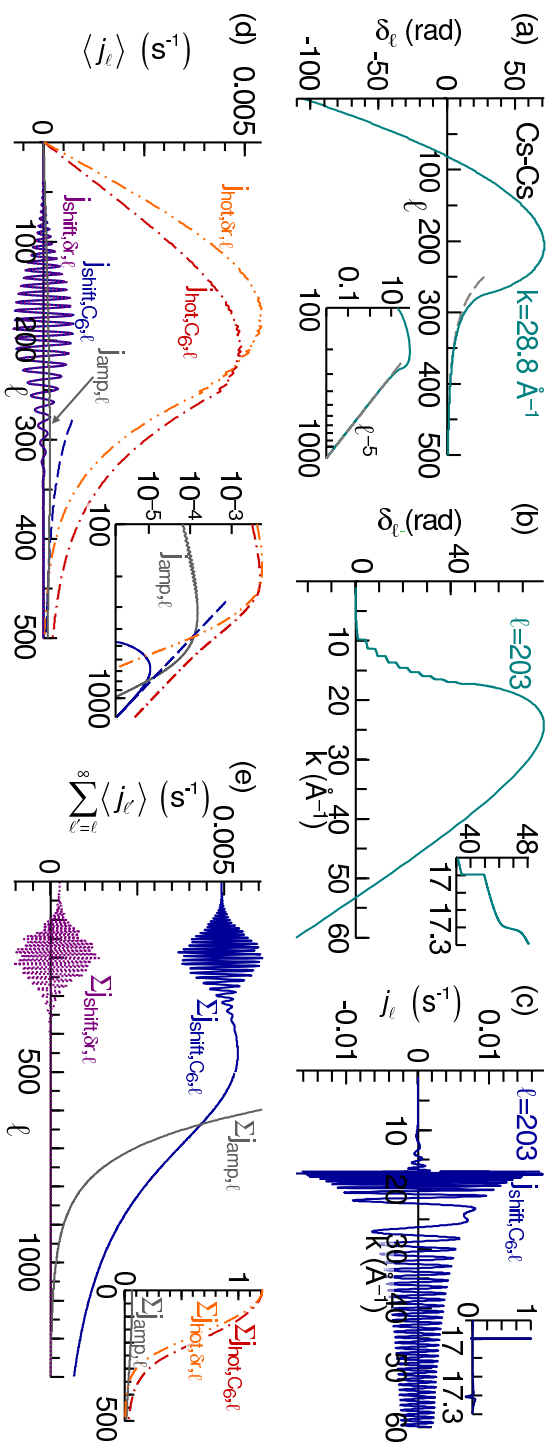 (a)
δℓ (rad)
50
0
-50
-100
Cs-Cs
k=28.8 Å⁻¹
100
200
300
400
500
ℓ
10
0.1
100
1000
ℓ⁻⁵
(b)
δℓ (rad)
40
0
ℓ=203
10
20
30
40
50
60
k (Å⁻¹)
48
40
17
17.3
(c)
jℓ (s⁻¹)
0.01
0
-0.01
ℓ=203
jshift,C6,ℓ
10
20
30
40
50
60
k (Å⁻¹)
1
0
17
17.3
(d)
⟨jℓ⟩ (s⁻¹)
0.005
0
jhot,δr,ℓ
jhot,C6,ℓ
jshift,δr,ℓ
jshift,C6,ℓ
jamp,ℓ
100
200
300
400
500
ℓ
10⁻³
10⁻⁴
10⁻⁵
100
1000
jamp,ℓ
(e)
∞
∑⟨jℓ'⟩ (s⁻¹)
ℓ'=ℓ
0.005
0
Σjshift,C6,ℓ
Σjshift,δr,ℓ
Σjamp,ℓ
500
1000
ℓ
1
0
0
500
Σjhot,C6,ℓ
Σjhot,δr,ℓ
Σjamp,ℓ